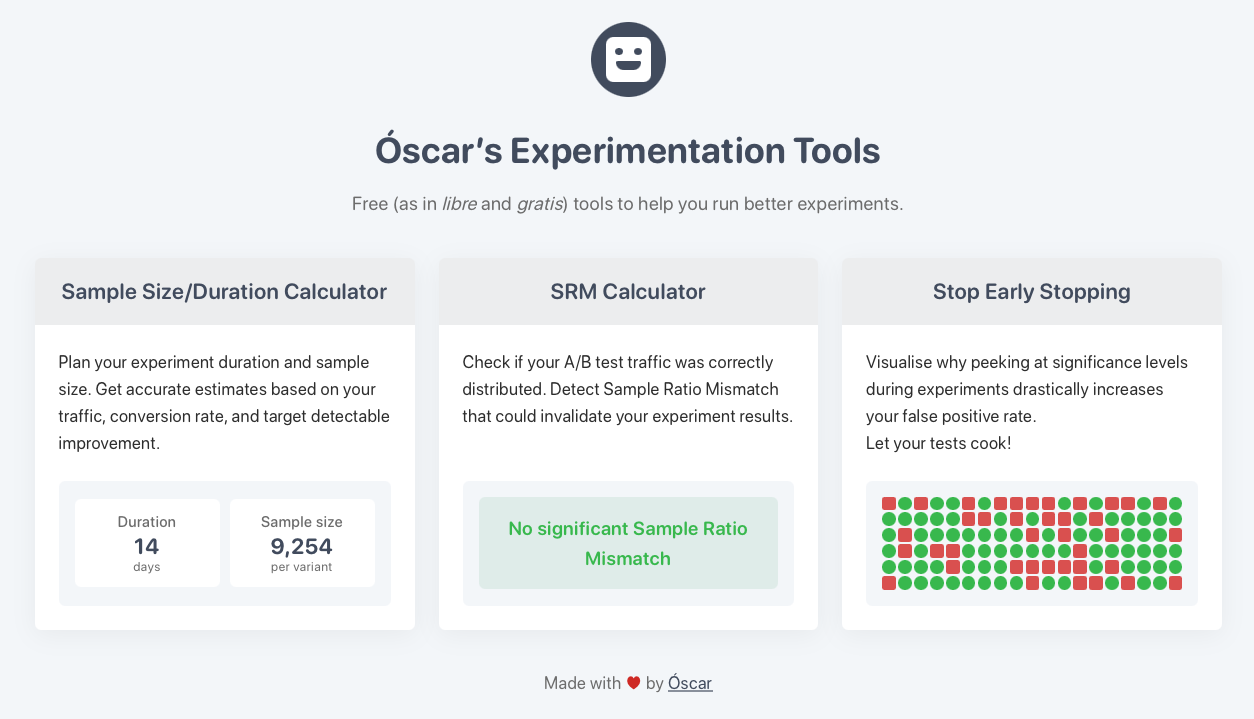 Óscar’s Experimentation Tools
Free (as in libre and gratis) tools to help you run better experiments.
Sample Size/Duration Calculator
Plan your experiment duration and sample
size. Get accurate estimates based on your
traffic, conversion rate, and target detectable
improvement.
Duration
14
days
Sample size
9,254
per variant
SRM Calculator
Check if your A/B test traffic was correctly
distributed. Detect Sample Ratio Mismatch
that could invalidate your experiment results.
No significant Sample Ratio
Mismatch
Stop Early Stopping
Visualise why peeking at significance levels
during experiments drastically increases
your false positive rate.
Let your tests cook!
Made with ♥ by Óscar